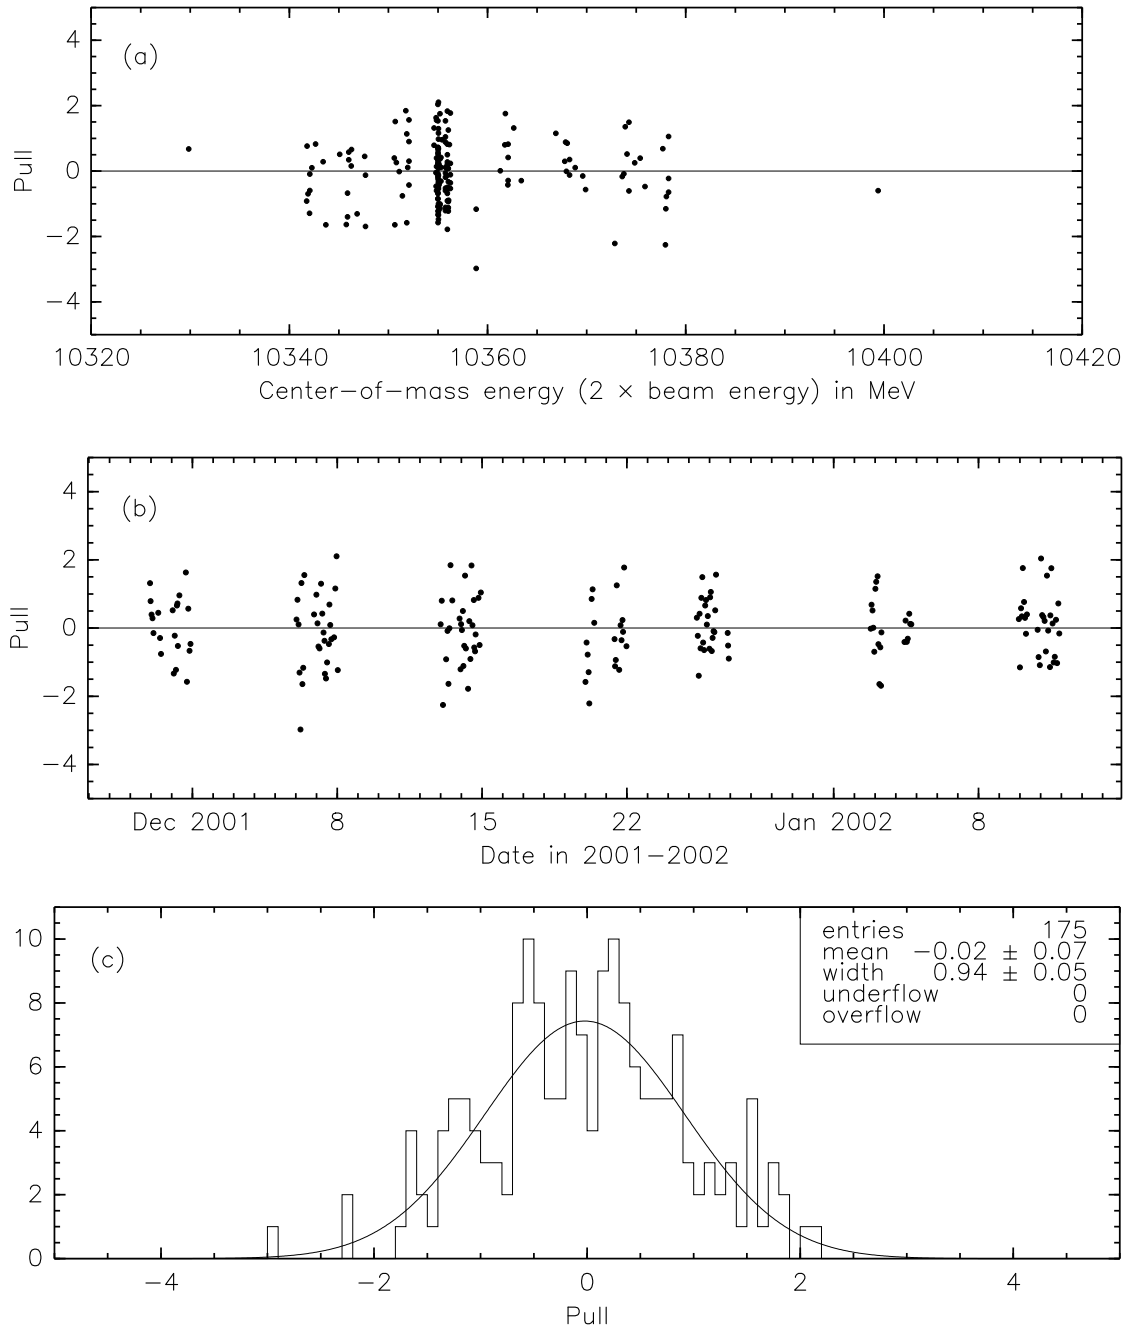 (a)
Pull
4
2
0
−2
−4
10320 10340 10360 10380 10400 10420
Center−of−mass energy (2 × beam energy) in MeV
(b)
Pull
4
2
0
−2
−4
Dec 2001 8 15 22 Jan 2002 8
Date in 2001−2002
(c)
10
8
6
4
2
0
entries 175
mean −0.02 ± 0.07
width 0.94 ± 0.05
underflow 0
overflow 0
−4 −2 0 2 4
Pull